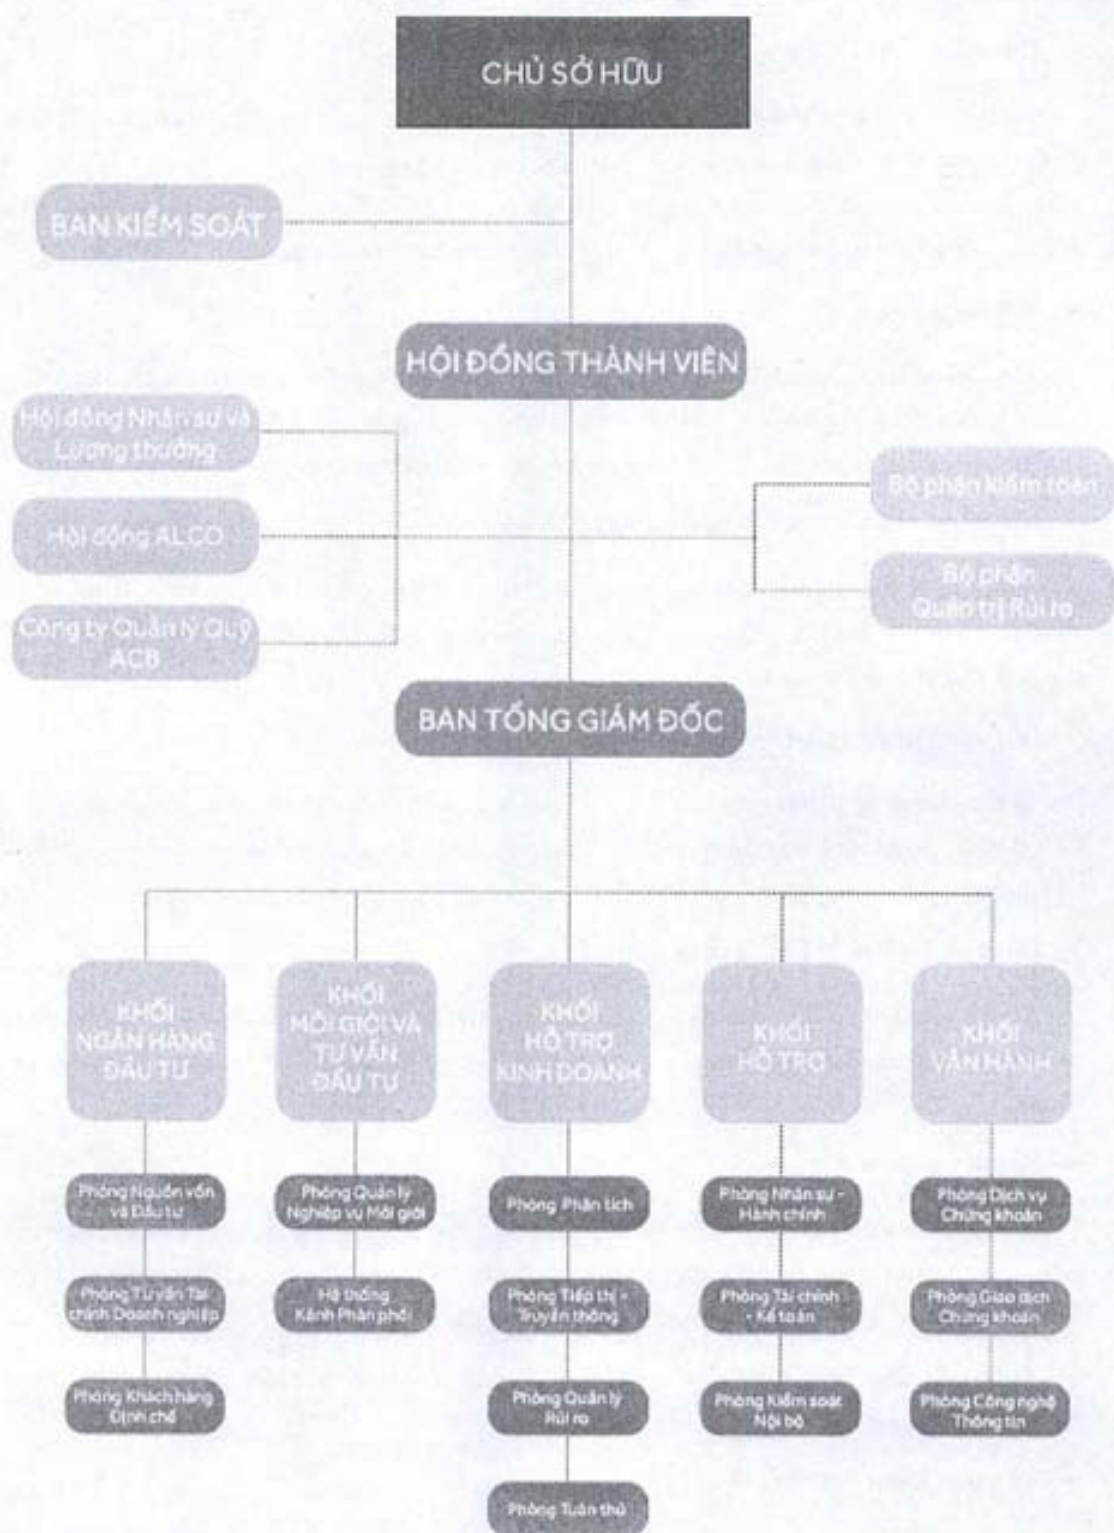 CHỦ SỞ HỮU
BAN KIỂM SOÁT
HỘI ĐỒNG THÀNH VIÊN
Hội đồng Nhân sự và
Lương thưởng
Hội đồng ALCO
Công ty Quản lý Quỹ
ACB
Bộ phận kiểm toán
Bộ phận
Quản trị Rủi ro
BAN TỔNG GIÁM ĐỐC
KHỐI
NGÂN HÀNG
ĐẦU TƯ
KHỐI
MÔI GIỚI VÀ
TƯ VẤN
ĐẦU TƯ
KHỐI
HỖ TRỢ
KINH DOANH
KHỐI
HỖ TRỢ
KHỐI
VẬN HÀNH
Phòng Nguồn vốn
và Đầu tư
Phòng Tư vấn Tài
chính Doanh nghiệp
Phòng Khách hàng
Định chế
Phòng Quản lý
Nghiệp vụ Môi giới
Hệ thống
Kênh Phân phối
Phòng Phân tích
Phòng Tiếp thị -
Truyền thông
Phòng Quản lý
Rủi ro
Phòng Tuân thủ
Phòng Nhân sự -
Hành chính
Phòng Tài chính
- Kế toán
Phòng Kiểm soát
Nội bộ
Phòng Dịch vụ
Chứng khoán
Phòng Giao dịch
Chứng khoán
Phòng Công nghệ
Thông tin